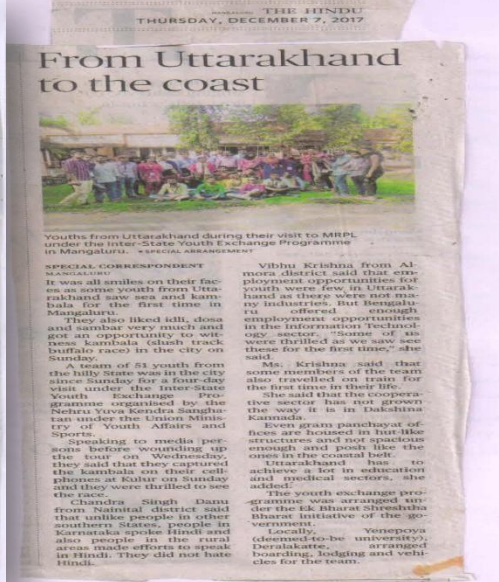 THE HINDU
THURSDAY, DECEMBER 7, 2017
From Uttarakhand
to the coast
Youths from Uttarakhand during their visit to MRPL
under the Inter-State Youth Exchange Programme
in Mangaluru. •SPECIAL ARRANGEMENT
SPECIAL CORRESPONDENT
MANGALURU
It was all smiles on their fac-
es as some youth from Utta-
rakhand saw sea and kam-
bala for the first time in
Mangaluru.
They also liked idli, dosa
and sambar very much and
got an opportunity to wit-
ness kambala (slush track
buffalo race) in the city on
Sunday.
A team of 51 youth from
the hilly State was in the city
since Sunday for a four-day
visit under the Inter-State
Youth Exchange Pro-
gramme organised by the
Nehru Yuva Kendra Sangha-
tan under the Union Minis-
try of Youth Affairs and
Sports.
Speaking to media per-
sons before wounding up
the tour on Wednesday,
they said that they captured
the kambala on their cell-
phones at Kulur on Sunday
and they were thrilled to see
the race.
Chandra Singh Danu
from Nainital district said
that unlike people in other
southern States, people in
Karnataka spoke Hindi and
also people in the rural
areas made efforts to speak
in Hindi. They did not hate
Hindi.
Vibhu Krishna from Al-
mora district said that em-
ployment opportunities for
youth were few in Uttarak-
hand as there were not ma-
ny industries. But Bengalu-
ru offered enough
employment opportunities
in the Information Technol-
ogy sector. "Some of us
were thrilled as we saw see
these for the first time," she
said.
Ms. Krishna said that
some members of the team
also travelled on train for
the first time in their life.
She said that the coopera-
tive sector has not grown
the way it is in Dakshina
Kannada.
Even gram panchayat of-
fices are housed in hut-like
structures and not spacious
enough and posh like the
ones in the coastal belt.
Uttarakhand has to
achieve a lot in education
and medical sectors, she
added.
The youth exchange pro-
gramme was arranged un-
der the Ek Bharat Shreshtha
Bharat initiative of the go-
vernment.
Locally, Yenepoya
(deemed-to-be university),
Deralakatte, arranged
boarding, lodging and vehi-
cles for the team.